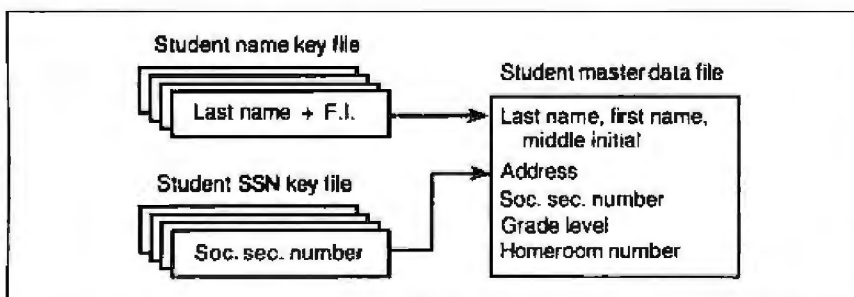 Student name key file
Last name + F.I.
Student SSN key file
Soc. sec. number
Student master data file
Last name, first name,
middle initial
Address
Soc. sec. number
Grade level
Homeroom number